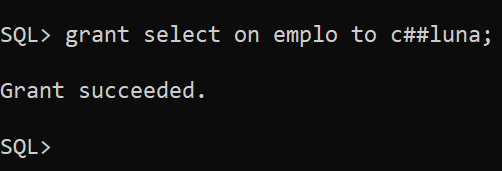 SQL> grant select on emplo to c##luna;
Grant succeeded.
SQL>